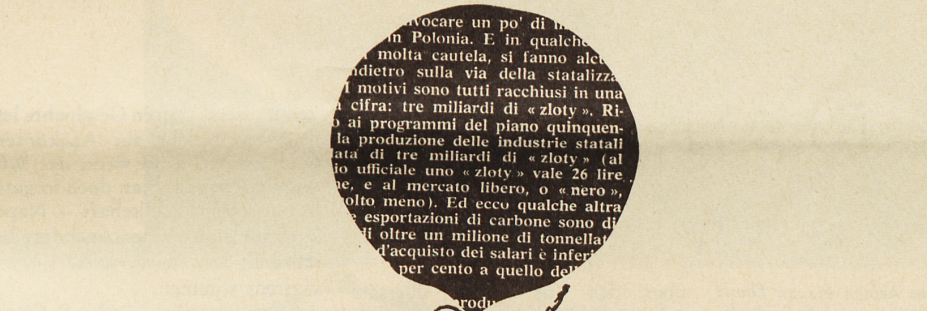 vocare un po' di
in Polonia. E in qualche
molta cautela, si fanno
ndietro sulla via della statalizza
I motivi sono tutti racchiusi in una
a cifra: tre miliardi di « zloty ». Ri-
o ai programmi del piano quinquen-
la produzione delle industrie statali
ata di tre miliardi di « zloty » (al
io ufficiale uno « zloty » vale 26 lire
ne, e al mercato libero, o « nero »,
olto meno). Ed ecco qualche altra
e esportazioni di carbone sono di
di oltre un milione di tonnellat
d'acquisto dei salari è inferi
per cento a quello del
produ